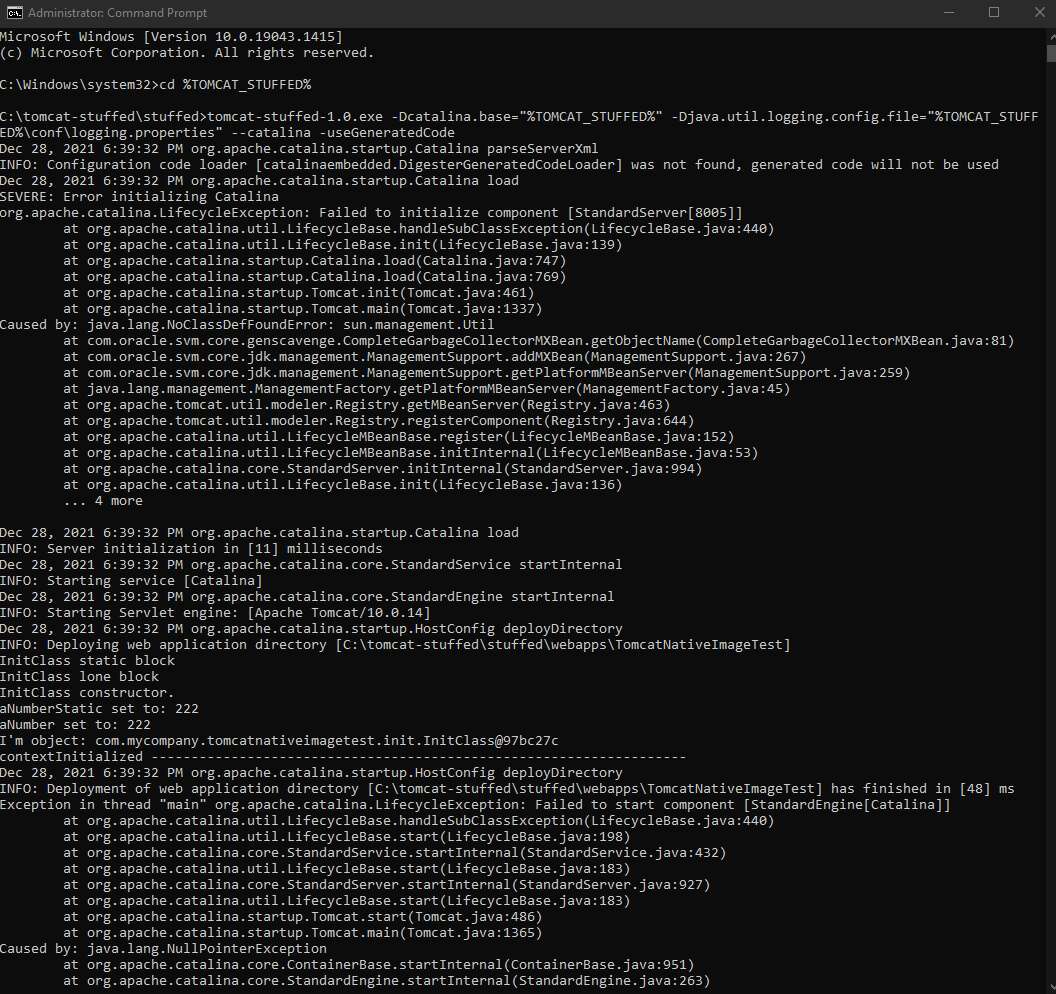 Administrator: Command Prompt
Microsoft Windows [Version 10.0.19043.1415]
(c) Microsoft Corporation. All rights reserved.
C:\Windows\system32>cd %TOMCAT_STUFFED%
C:\tomcat-stuffed\stuffed>tomcat-stuffed-1.0.exe -Dcatalina.base="%TOMCAT_STUFFED%" -Djava.util.logging.config.file="%TOMCAT_STUFF
ED%\conf\logging.properties" --catalina -useGeneratedCode
Dec 28, 2021 6:39:32 PM org.apache.catalina.startup.Catalina parseServerXml
INFO: Configuration code loader [catalinaembedded.DigesterGeneratedCodeLoader] was not found, generated code will not be used
Dec 28, 2021 6:39:32 PM org.apache.catalina.startup.Catalina load
SEVERE: Error initializing Catalina
org.apache.catalina.LifecycleException: Failed to initialize component [StandardServer[8005]]
at org.apache.catalina.util.LifecycleBase.handleSubClassException(LifecycleBase.java:440)
at org.apache.catalina.util.LifecycleBase.init(LifecycleBase.java:139)
at org.apache.catalina.startup.Catalina.load(Catalina.java:747)
at org.apache.catalina.startup.Catalina.load(Catalina.java:769)
at org.apache.catalina.startup.Tomcat.init(Tomcat.java:461)
at org.apache.catalina.startup.Tomcat.main(Tomcat.java:1337)
Caused by: java.lang.NoClassDefFoundError: sun.management.Util
at com.oracle.svm.core.genscavenge.CompleteGarbageCollectorMXBean.getObjectName(CompleteGarbageCollectorMXBean.java:81)
at com.oracle.svm.core.jdk.management.ManagementSupport.addMXBean(ManagementSupport.java:267)
at com.oracle.svm.core.jdk.management.ManagementSupport.getPlatformMBeanServer(ManagementSupport.java:259)
at java.lang.management.ManagementFactory.getPlatformMBeanServer(ManagementFactory.java:45)
at org.apache.tomcat.util.modeler.Registry.getMBeanServer(Registry.java:463)
at org.apache.tomcat.util.modeler.Registry.registerComponent(Registry.java:644)
at org.apache.catalina.util.LifecycleMBeanBase.register(LifecycleMBeanBase.java:152)
at org.apache.catalina.util.LifecycleMBeanBase.initInternal(LifecycleMBeanBase.java:53)
at org.apache.catalina.core.StandardServer.initInternal(StandardServer.java:994)
at org.apache.catalina.util.LifecycleBase.init(LifecycleBase.java:136)
... 4 more
Dec 28, 2021 6:39:32 PM org.apache.catalina.startup.Catalina load
INFO: Server initialization in [11] milliseconds
Dec 28, 2021 6:39:32 PM org.apache.catalina.core.StandardService startInternal
INFO: Starting service [Catalina]
Dec 28, 2021 6:39:32 PM org.apache.catalina.core.StandardEngine startInternal
INFO: Starting Servlet engine: [Apache Tomcat/10.0.14]
Dec 28, 2021 6:39:32 PM org.apache.catalina.startup.HostConfig deployDirectory
INFO: Deploying web application directory [C:\tomcat-stuffed\stuffed\webapps\TomcatNativeImageTest]
InitClass static block
InitClass lone block
InitClass constructor.
aNumberStatic set to: 222
aNumber set to: 222
I'm object: com.mycompany.tomcatnativeimagetest.init.InitClass@97bc27c
contextInitialized -------------------------------------------------------------------
Dec 28, 2021 6:39:32 PM org.apache.catalina.startup.HostConfig deployDirectory
INFO: Deployment of web application directory [C:\tomcat-stuffed\stuffed\webapps\TomcatNativeImageTest] has finished in [48] ms
Exception in thread "main" org.apache.catalina.LifecycleException: Failed to start component [StandardEngine[Catalina]]
at org.apache.catalina.util.LifecycleBase.handleSubClassException(LifecycleBase.java:440)
at org.apache.catalina.util.LifecycleBase.start(LifecycleBase.java:198)
at org.apache.catalina.core.StandardService.startInternal(StandardService.java:432)
at org.apache.catalina.util.LifecycleBase.start(LifecycleBase.java:183)
at org.apache.catalina.core.StandardServer.startInternal(StandardServer.java:927)
at org.apache.catalina.util.LifecycleBase.start(LifecycleBase.java:183)
at org.apache.catalina.startup.Tomcat.start(Tomcat.java:486)
at org.apache.catalina.startup.Tomcat.main(Tomcat.java:1365)
Caused by: java.lang.NullPointerException
at org.apache.catalina.core.ContainerBase.startInternal(ContainerBase.java:951)
at org.apache.catalina.core.StandardEngine.startInternal(StandardEngine.java:263)